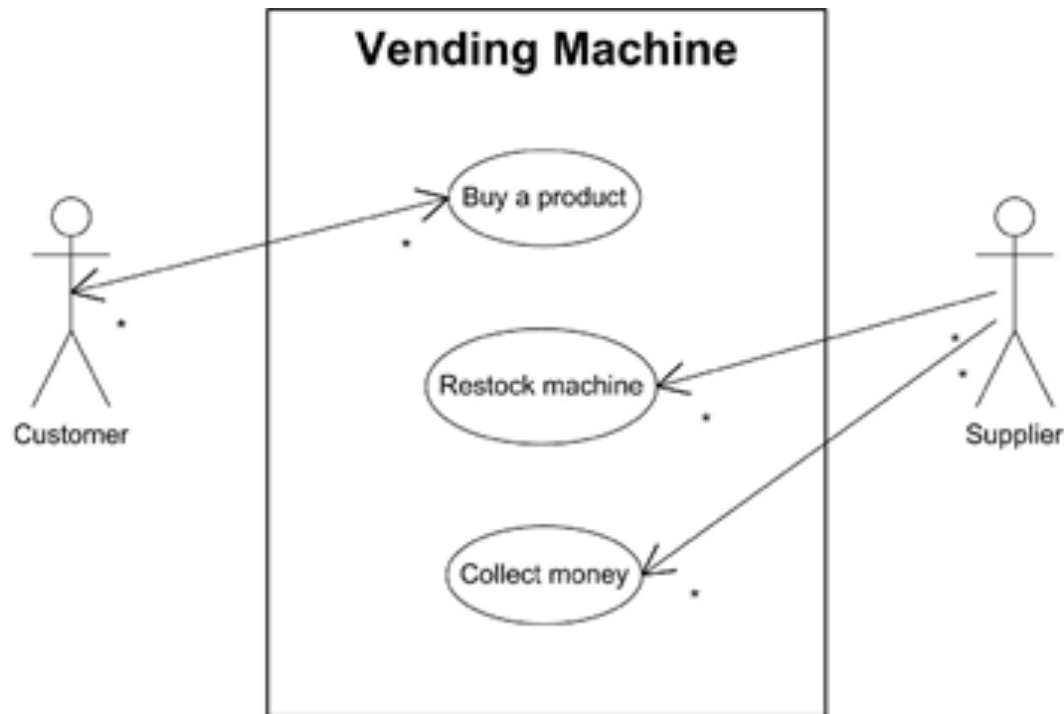 Vending Machine
Buy a product
*
*
Restock machine
*
*
*
Customer
Supplier
Collect money
*